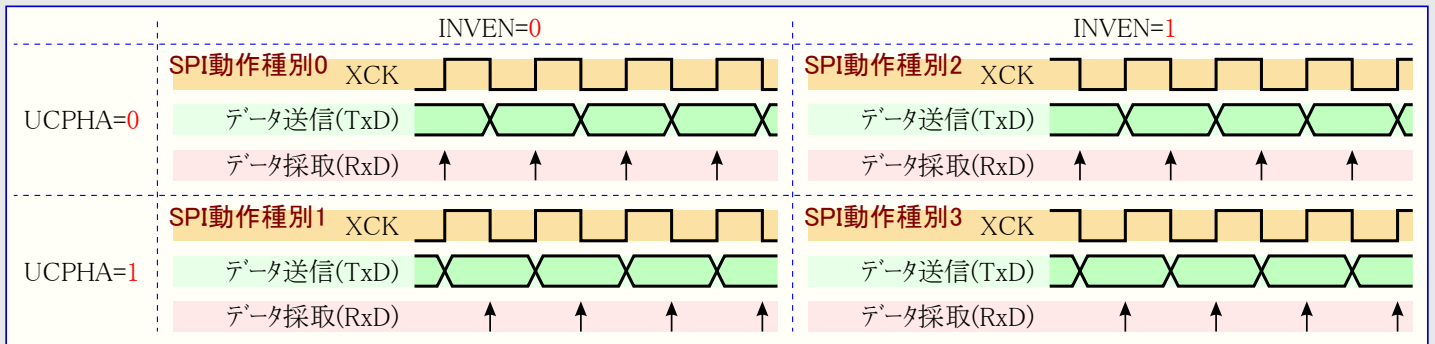 INVEN=0 INVEN=1
UCPHA=0
SPI動作種別0 XCK
データ送信(TxD)
データ採取(RxD)
SPI動作種別2 XCK
データ送信(TxD)
データ採取(RxD)
UCPHA=1
SPI動作種別1 XCK
データ送信(TxD)
データ採取(RxD)
SPI動作種別3 XCK
データ送信(TxD)
データ採取(RxD)